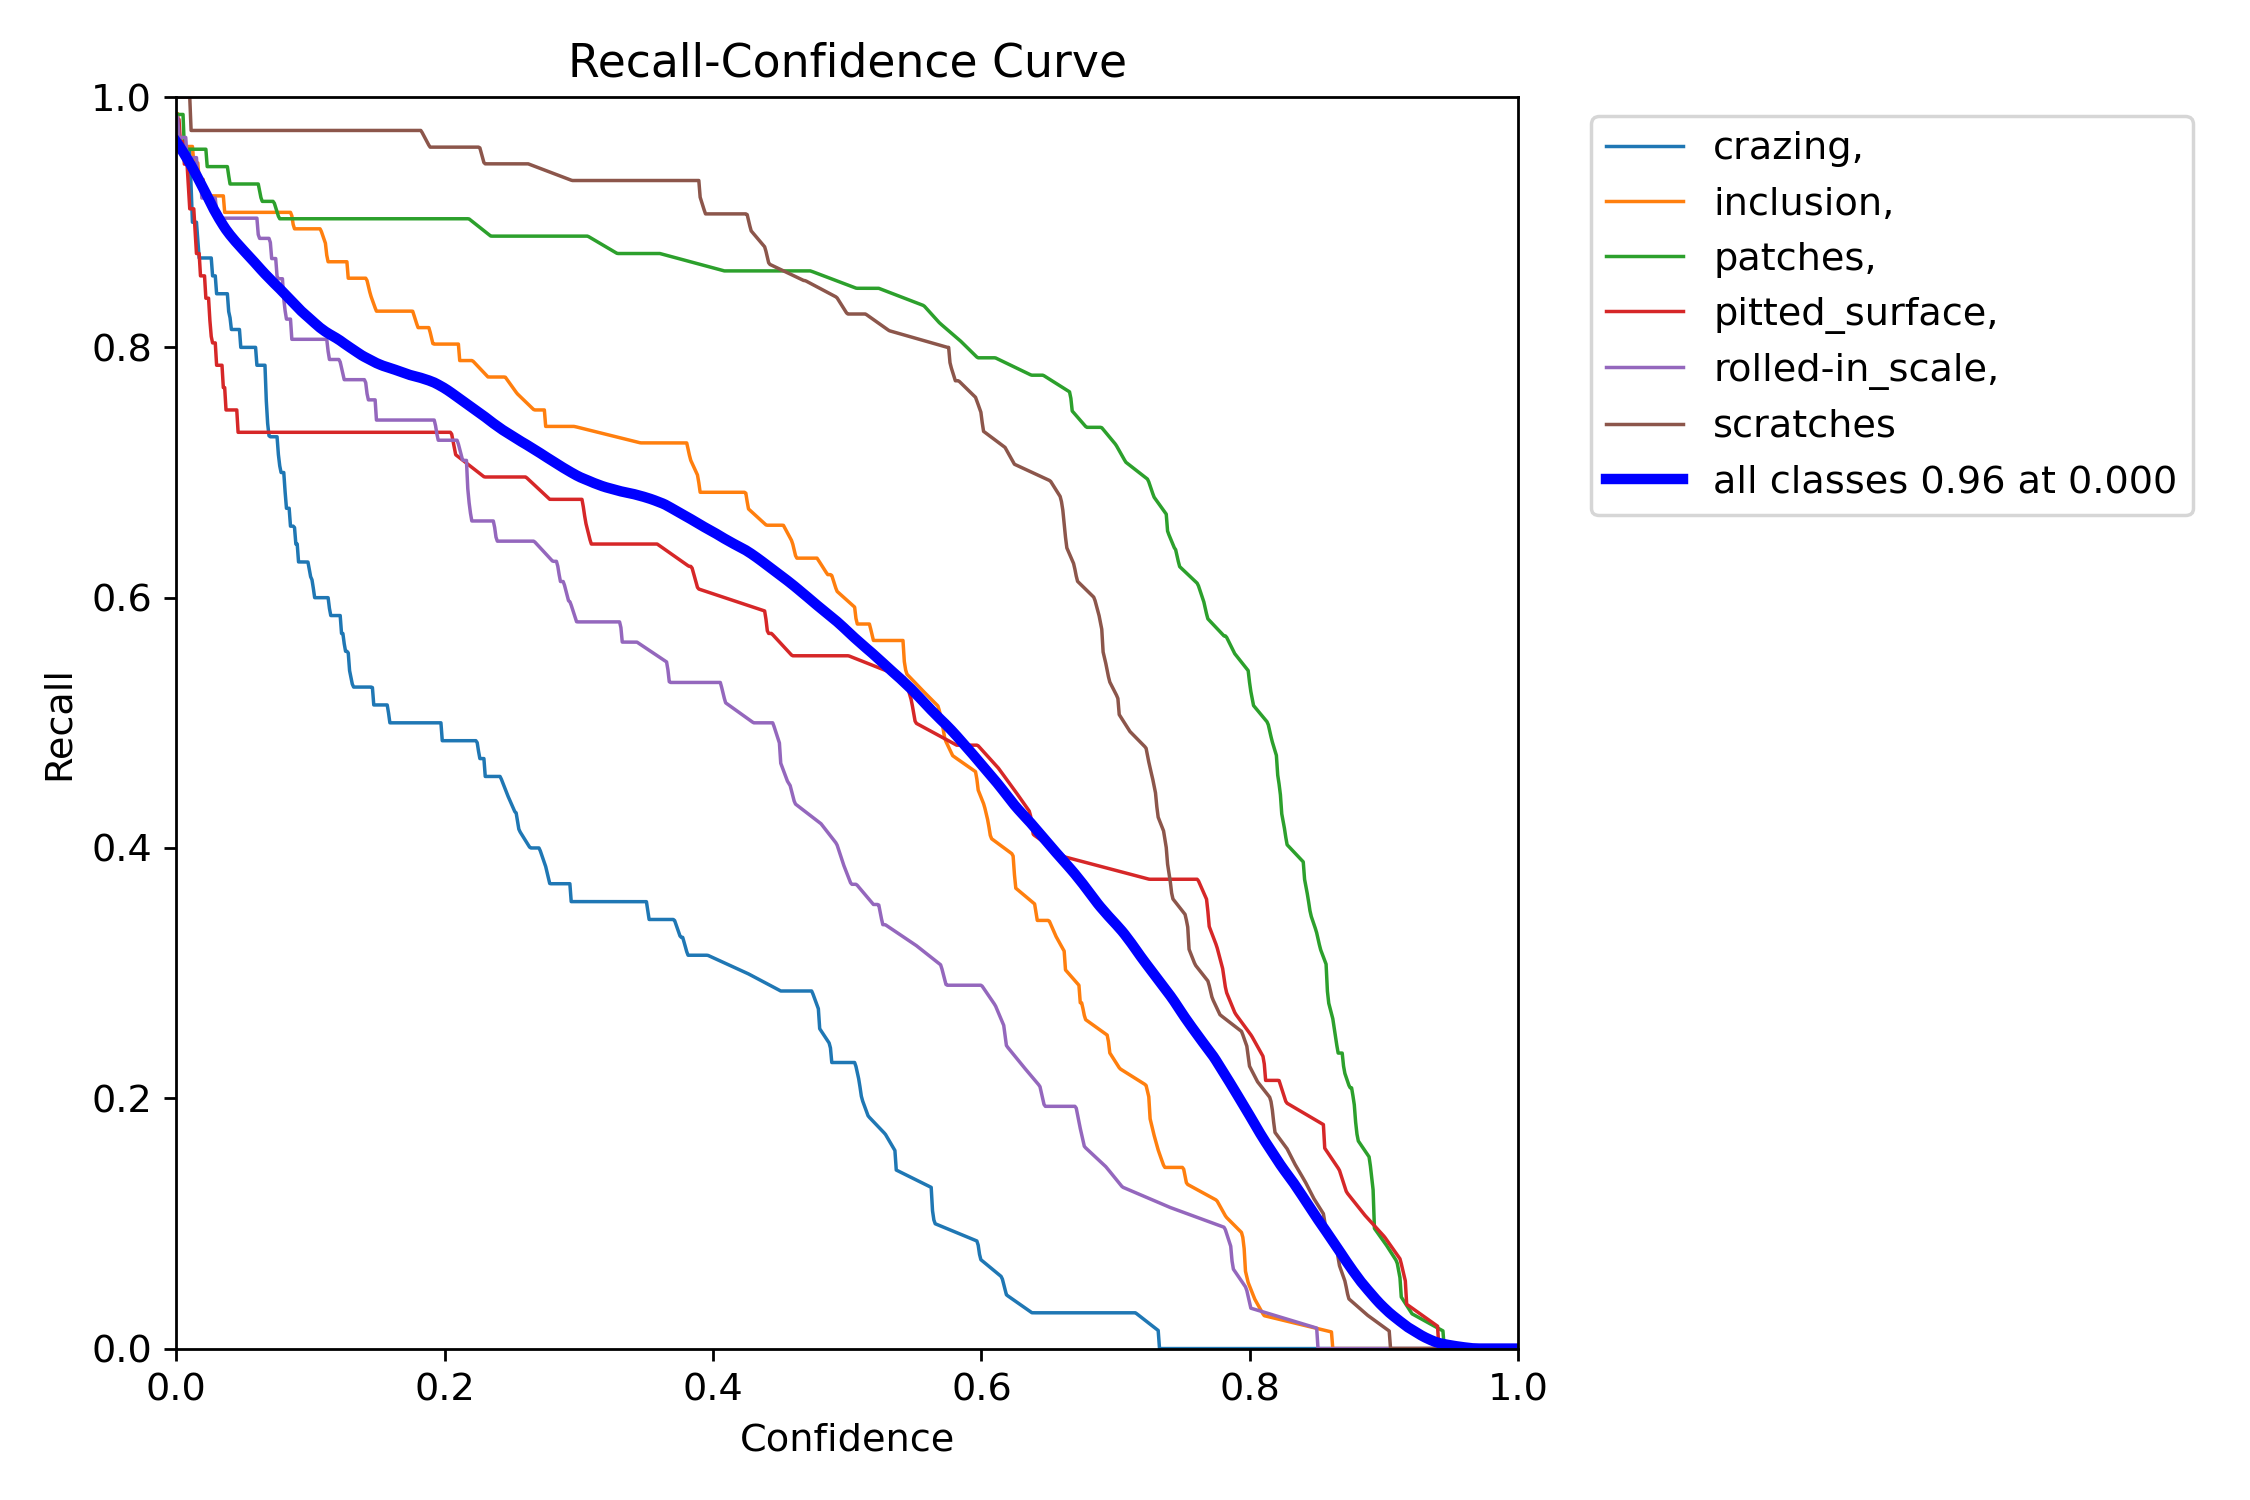 Recall-Confidence Curve
1.0
0.8
0.6
0.4
0.2
0.0
Recall
0.0 0.2 0.4 0.6 0.8 1.0
Confidence
crazing,
inclusion,
patches,
pitted_surface,
rolled-in_scale,
scratches
all classes 0.96 at 0.000